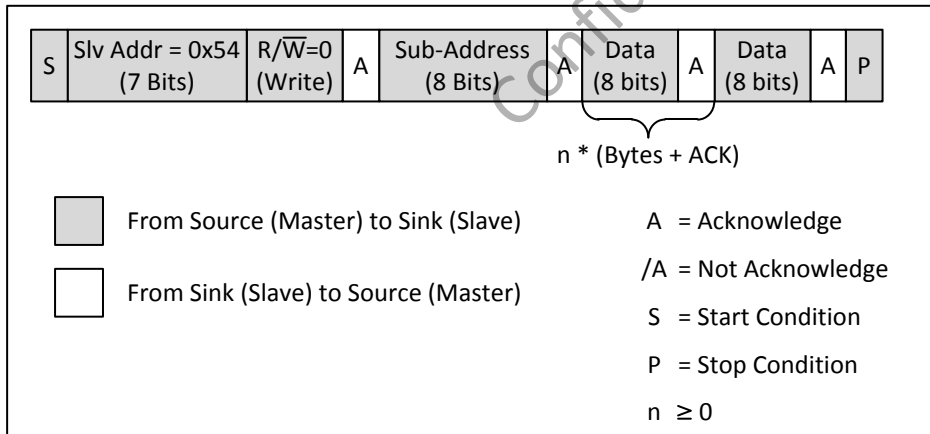 S Slv Addr = 0x54 (7 Bits) R/W̅=0 (Write) A Sub-Address (8 Bits) A Data (8 bits) A Data (8 bits) A P
n * (Bytes + ACK)
From Source (Master) to Sink (Slave)
From Sink (Slave) to Source (Master)
A = Acknowledge
/A = Not Acknowledge
S = Start Condition
P = Stop Condition
n ≥ 0
Confi